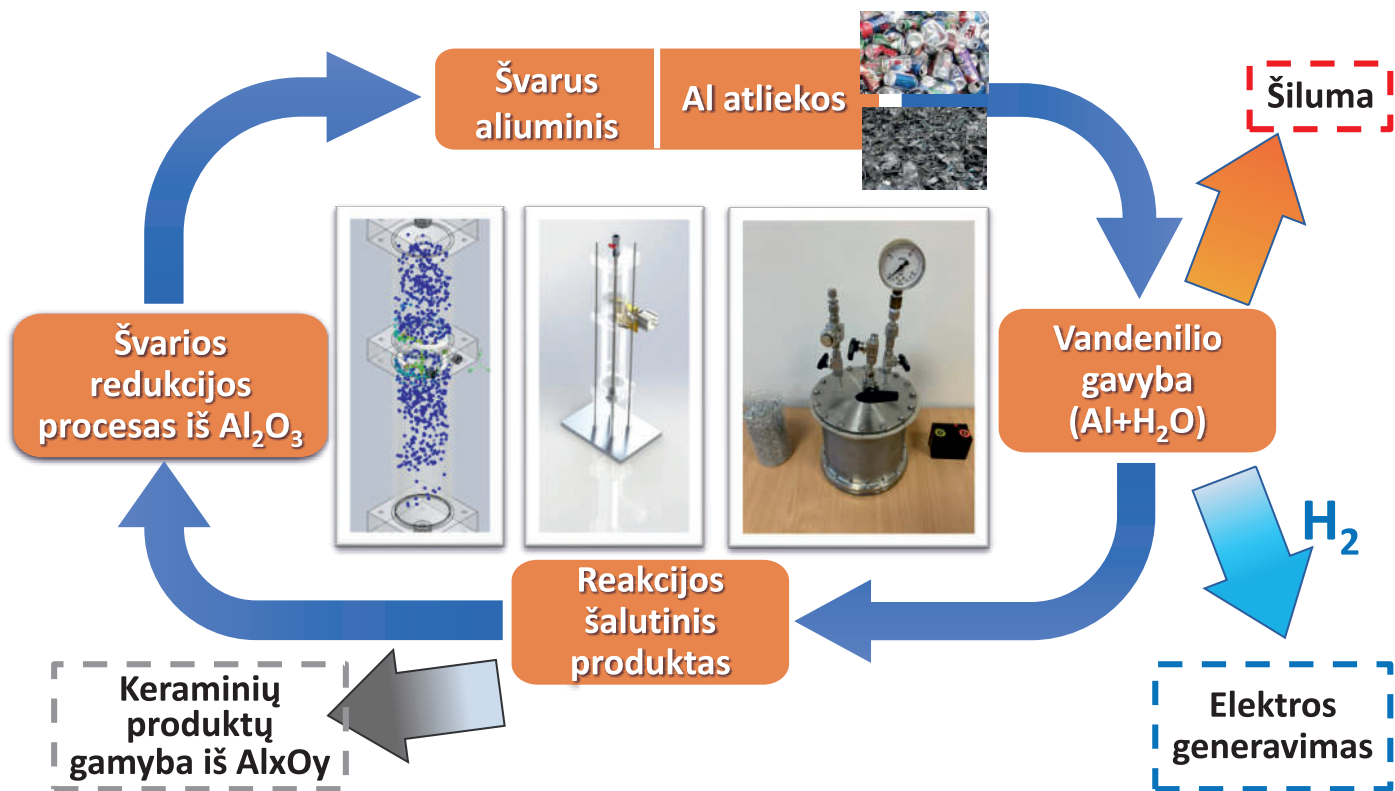 Švarus
aliuminis
Al atliekos
Šiluma
Švarios
redukcijos
procesas iš Al₂O₃
Vandenilio
gavyba
(Al+H₂O)
H₂
Reakcijos
šalutinis
produktas
Keraminių
produktų
gamyba iš AlxOy
Elektros
generavimas